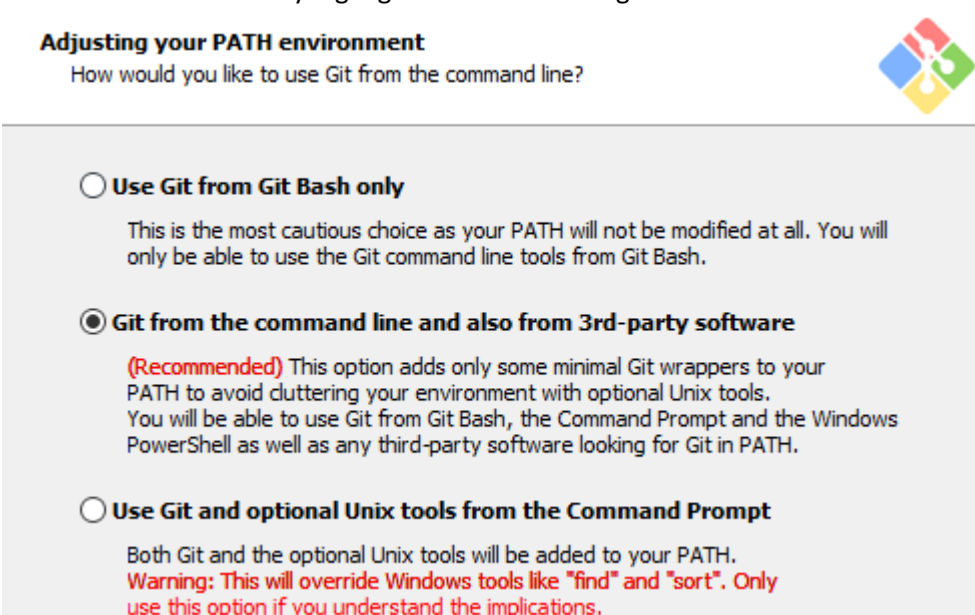 Adjusting your PATH environment
How would you like to use Git from the command line?
Use Git from Git Bash only
This is the most cautious choice as your PATH will not be modified at all. You will
only be able to use the Git command line tools from Git Bash.
Git from the command line and also from 3rd-party software
(Recommended) This option adds only some minimal Git wrappers to your
PATH to avoid cluttering your environment with optional Unix tools.
You will be able to use Git from Git Bash, the Command Prompt and the Windows
PowerShell as well as any third-party software looking for Git in PATH.
Use Git and optional Unix tools from the Command Prompt
Both Git and the optional Unix tools will be added to your PATH.
Warning: This will override Windows tools like "find" and "sort". Only
use this option if you understand the implications.